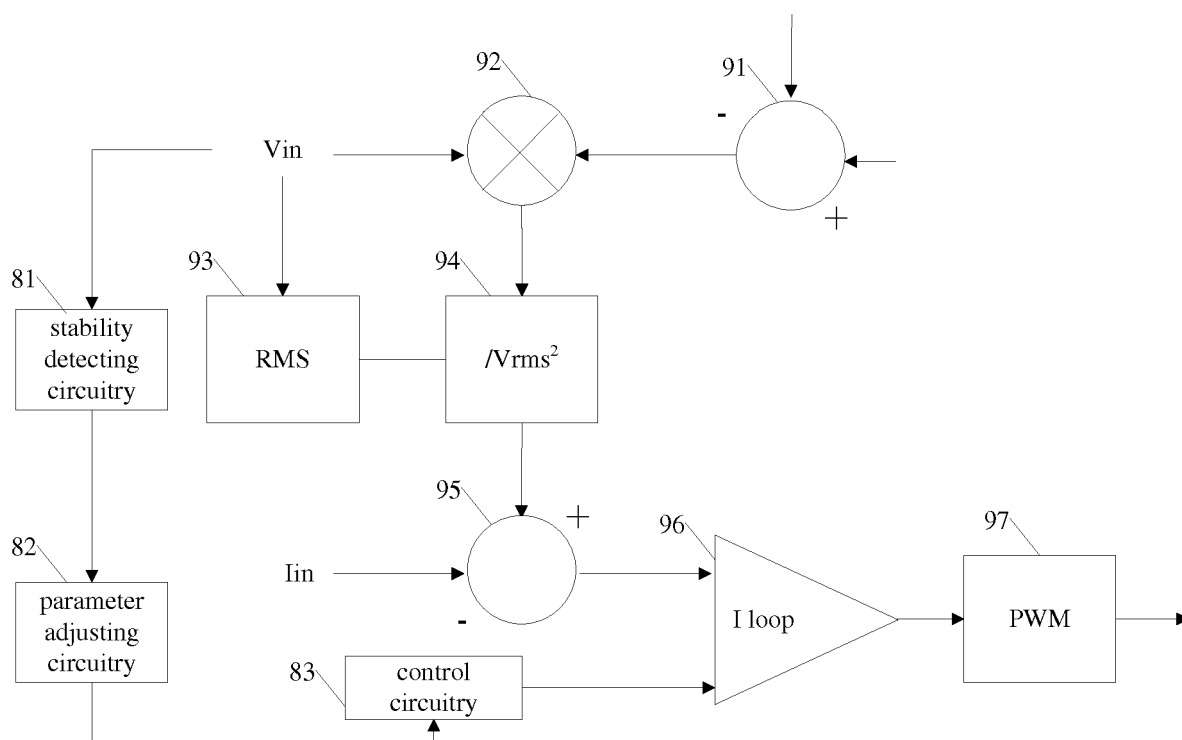 92
91
-
Vin
+
93
94
81
stability
detecting
circuitry
RMS
/Vrms²
95
+
96
97
82
Iin
-
parameter
adjusting
circuitry
I loop
PWM
83
control
circuitry